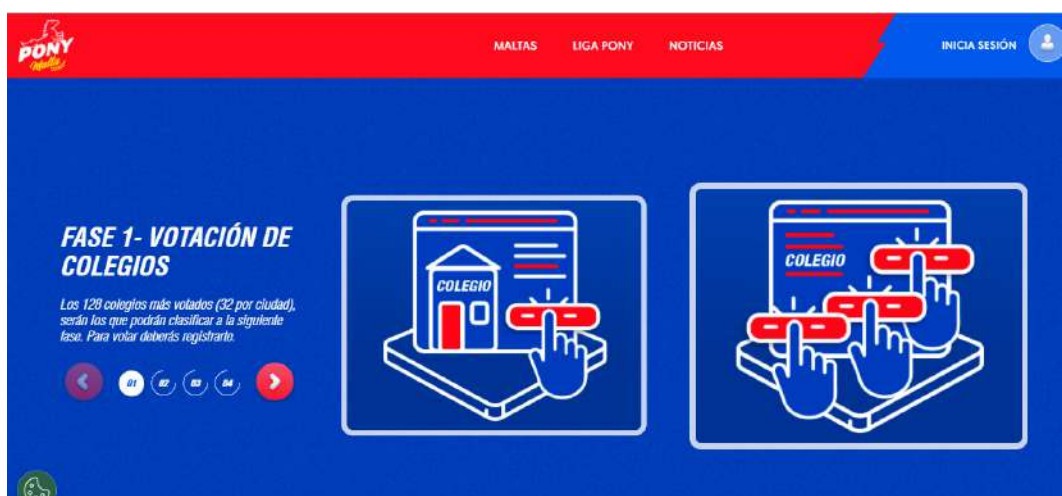 PONY
Malta
MALTAS LIGA PONY NOTICIAS INICIA SESIÓN
FASE 1- VOTACIÓN DE
COLEGIOS
Los 128 colegios más votados (32 por ciudad),
serán los que podrán clasificar a la siguiente
fase. Para votar deberás registrarte.
01 02 03 04
COLEGIO
COLEGIO